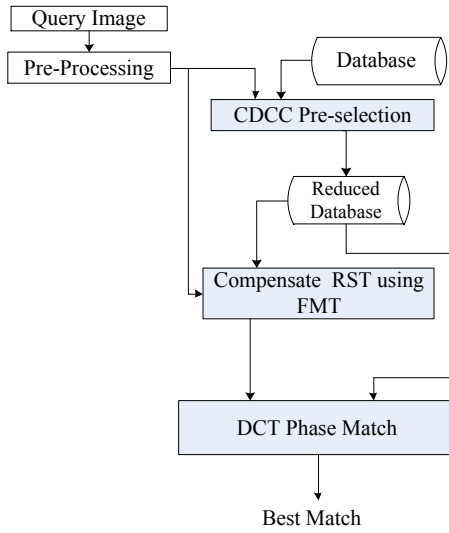 Query Image
Pre-Processing
Database
CDCC Pre-selection
Reduced
Database
Compensate RST using
FMT
DCT Phase Match
Best Match